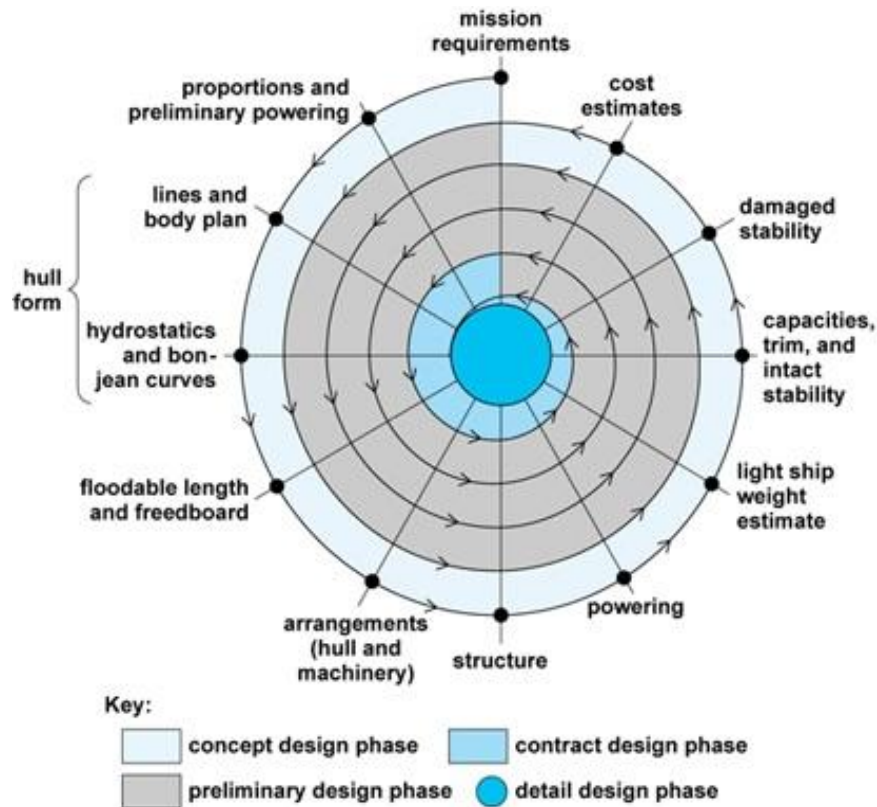 mission
requirements
cost
estimates
proportions and
preliminary powering
lines and
body plan
damaged
stability
hull
form
hydrostatics
and bon-
jean curves
capacities,
trim, and
intact
stability
floodable length
and freedboard
light ship
weight
estimate
arrangements
(hull and
machinery)
structure
powering
Key:
concept design phase
contract design phase
preliminary design phase
detail design phase